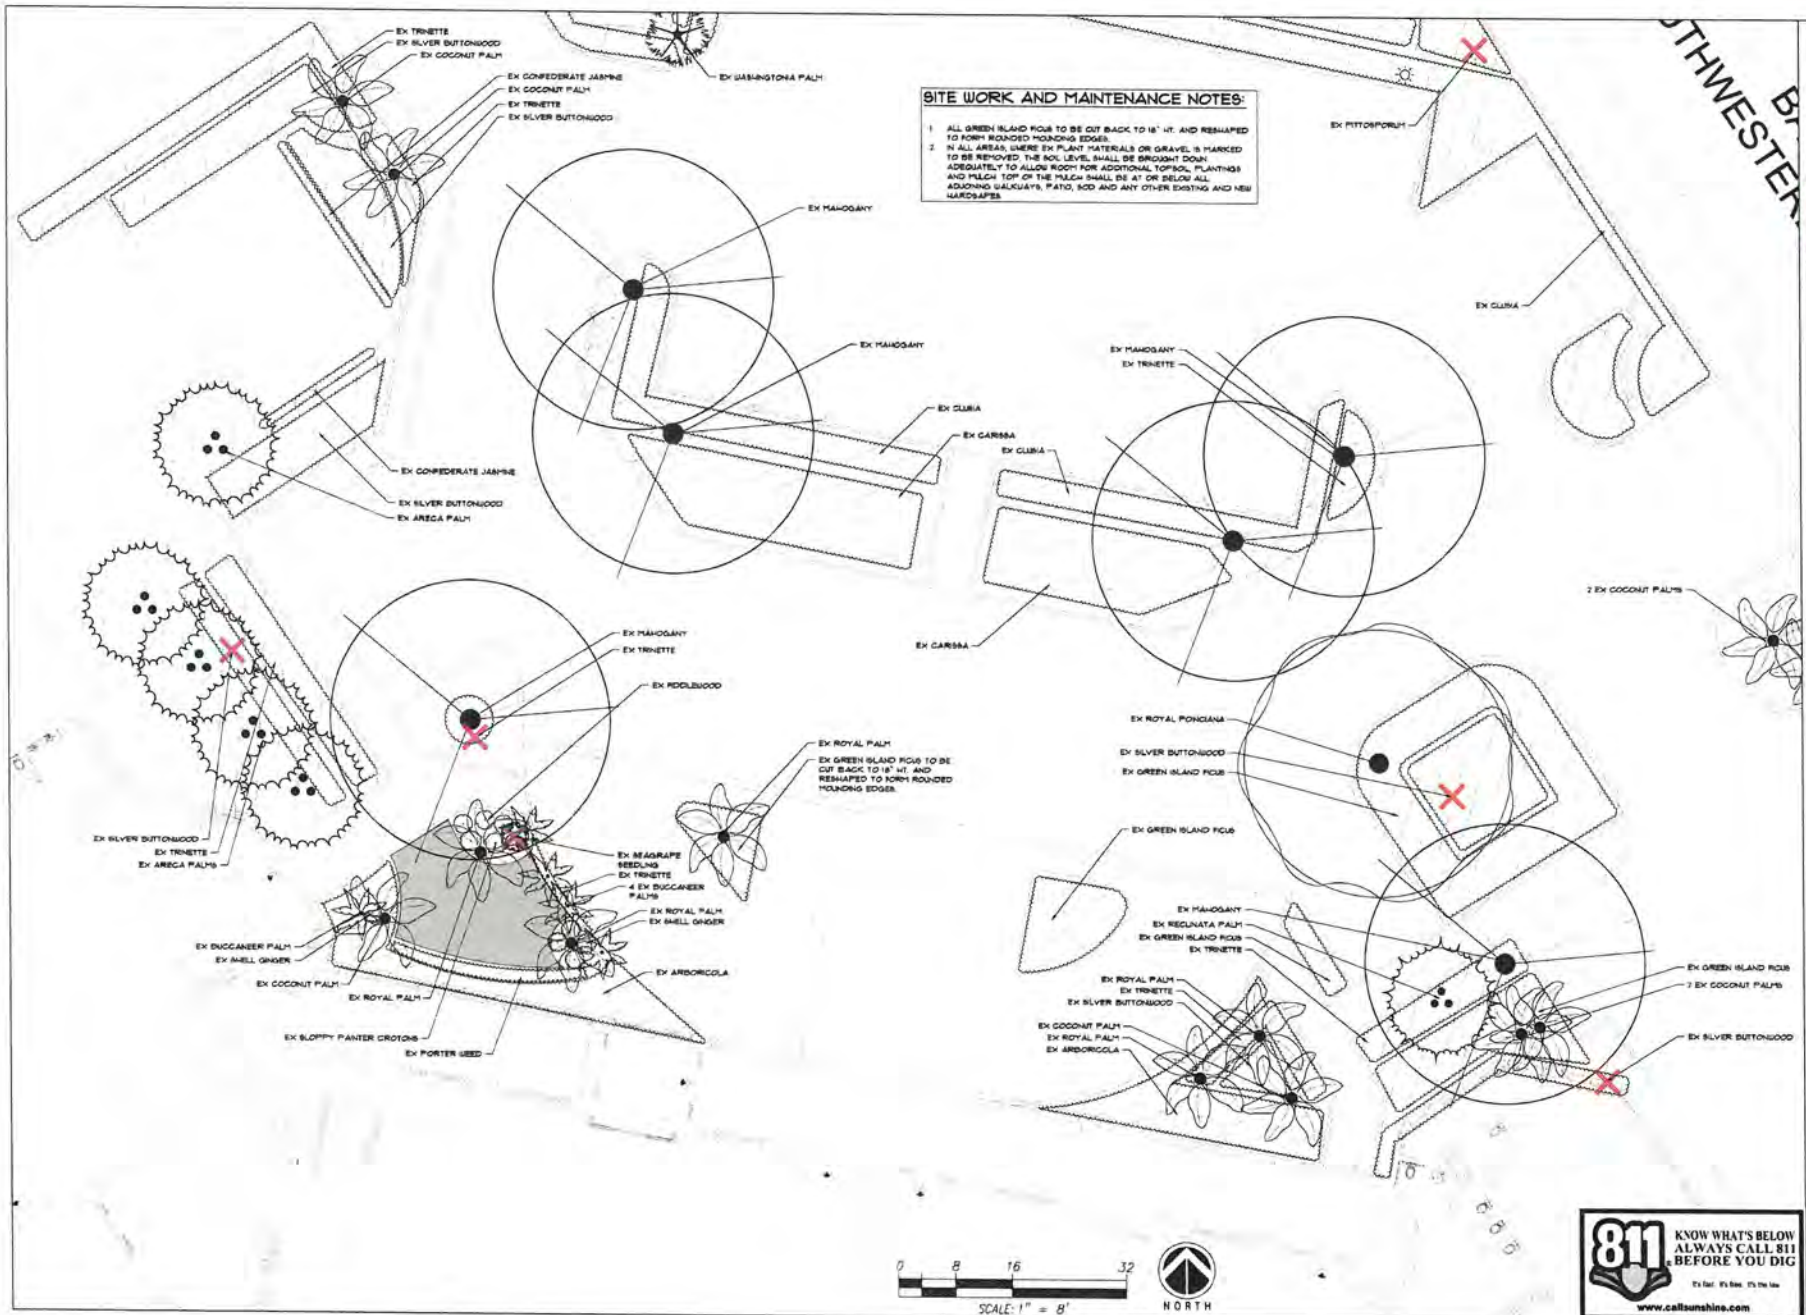 EX TRINETTE
EX SILVER BUTTONWOOD
EX COCONUT PALM
EX CONFEDERATE JASMINE
EX COCONUT PALM
EX TRINETTE
EX SILVER BUTTONWOOD
EX WASHINGTONIA PALM
SITE WORK AND MAINTENANCE NOTES:
1 ALL GREEN ISLAND FICUS TO BE CUT BACK TO 18" HT. AND RESHAPED
TO FORM ROUNDED MOUNDING EDGES.
2 IN ALL AREAS, WHERE EX PLANT MATERIALS OR GRAVEL IS MARKED
TO BE REMOVED, THE SOIL LEVEL SHALL BE BROUGHT DOWN
ADEQUATELY TO ALLOW ROOM FOR ADDITIONAL TOPSOIL, PLANTINGS
AND MULCH TOP OF THE MULCH SHALL BE AT OR BELOW ALL
ADJOINING WALKWAYS, PATIO, SOD AND ANY OTHER EXISTING AND NEW
HARDSAPES
EX PITTOSPORUM
UTHWESTER
EX MAHOGANY
EX CLUSIA
EX MAHOGANY
EX MAHOGANY
EX TRINETTE
EX CLUSIA
EX CARISSA
EX CLUSIA
EX CONFEDERATE JASMINE
EX SILVER BUTTONWOOD
EX ARECA PALM
2 EX COCONUT PALMS
EX CARISSA
EX MAHOGANY
EX TRINETTE
EX FIDDLEWOOD
EX ROYAL PONCIANA
EX SILVER BUTTONWOOD
EX GREEN ISLAND FICUS
EX ROYAL PALM
EX GREEN ISLAND FICUS TO BE
CUT BACK TO 18" HT. AND
RESHAPED TO FORM ROUNDED
MOUNDING EDGES.
EX SILVER BUTTONWOOD
EX TRINETTE
EX ARECA PALMS
EX GREEN ISLAND FICUS
EX SEAGRAPE
SEEDLING
EX TRINETTE
4 EX BUCCANEER
PALMS
EX ROYAL PALM
EX SHELL GINGER
EX MAHOGANY
EX RECLINATA PALM
EX GREEN ISLAND FICUS
EX TRINETTE
EX BUCCANEER PALM
EX SHELL GINGER
EX COCONUT PALM
EX ROYAL PALM
EX ARBORICOLA
EX ROYAL PALM
EX TRINETTE
EX SILVER BUTTONWOOD
EX COCONUT PALM
EX ROYAL PALM
EX ARBORICOLA
EX GREEN ISLAND FICUS
2 EX COCONUT PALMS
EX SILVER BUTTONWOOD
EX SLOPPY PANTER CROTONS
EX PORTER WEED
0 8 16 32
SCALE: 1" = 8'
NORTH
811
KNOW WHAT'S BELOW
ALWAYS CALL 811
BEFORE YOU DIG
It's fast. It's free. It's the law.
www.callsunshine.com